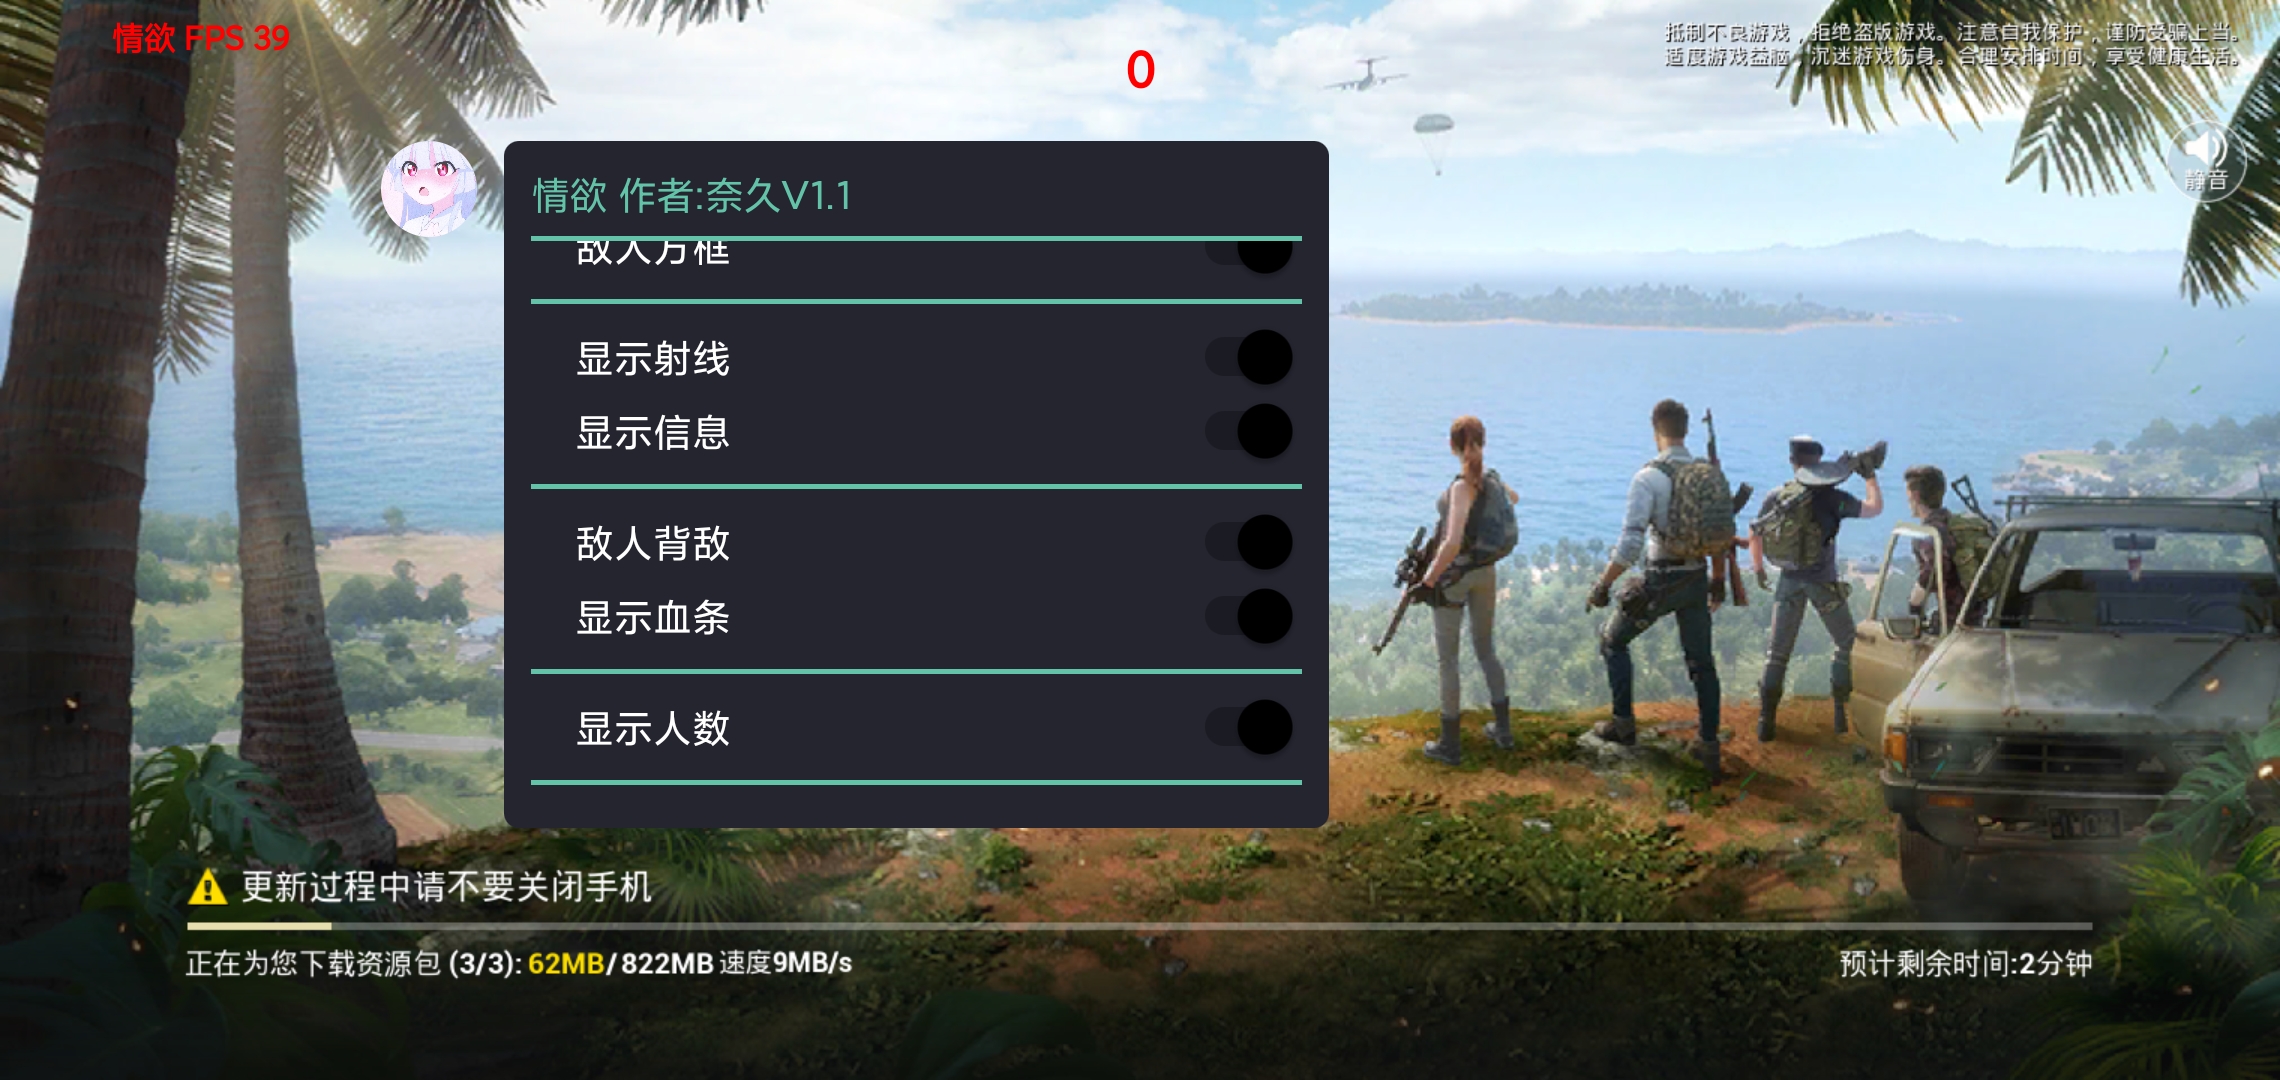 情欲 FPS 39
0
抵制不良游戏，拒绝盗版游戏。注意自我保护，谨防受骗上当。
适度游戏益脑，沉迷游戏伤身。合理安排时间，享受健康生活。
静音
情欲 作者:奈久V1.1
敌人方框
显示射线
显示信息
敌人背敌
显示血条
显示人数
更新过程中请不要关闭手机
正在为您下载资源包 (3/3): 62MB/822MB 速度9MB/s
预计剩余时间:2分钟